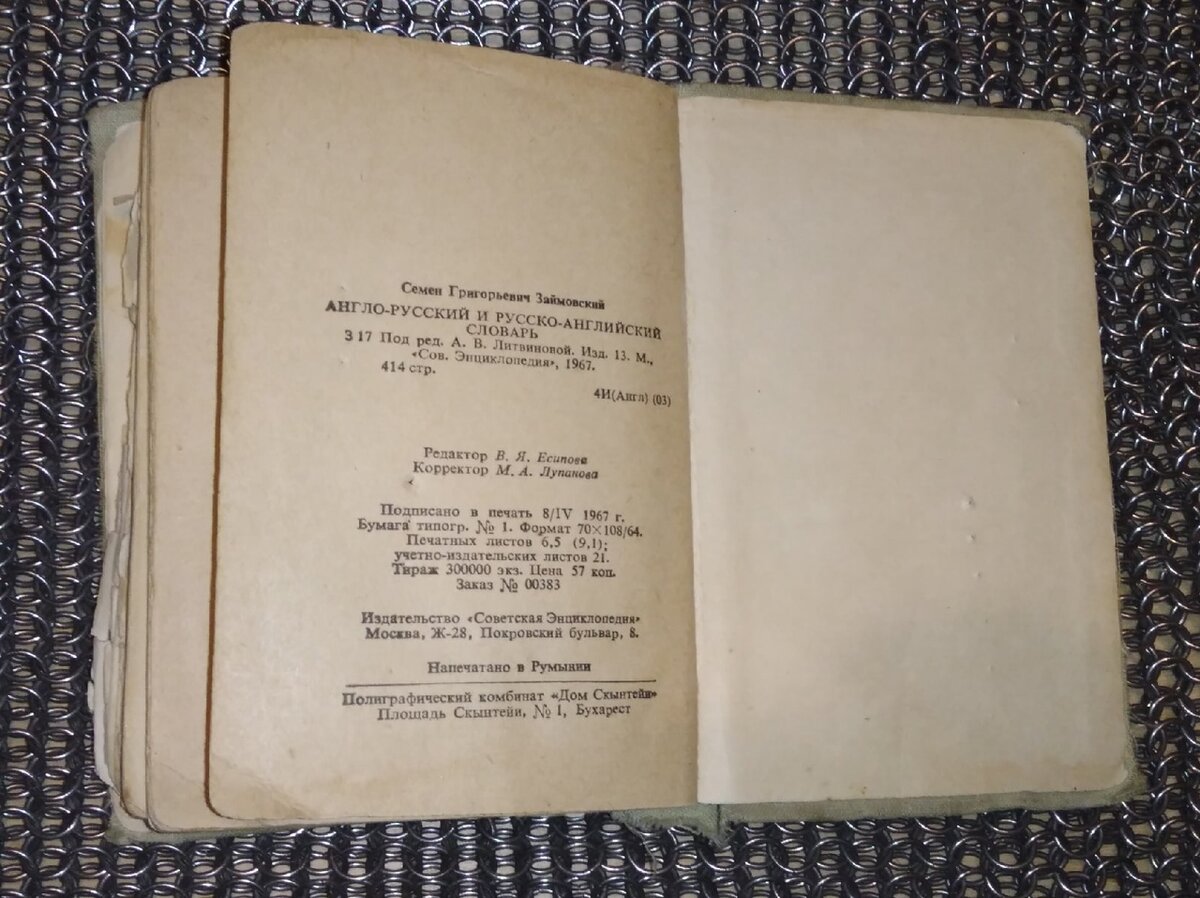 Семен Григорьевич Займовский
АНГЛО-РУССКИЙ И РУССКО-АНГЛИЙСКИЙ
СЛОВАРЬ
З 17 Под ред. А. В. Литвиновой. Изд. 13. М.,
«Сов. Энциклопедия», 1967.
414 стр.
4И(Англ) (03)
Редактор В. Я. Есипова
Корректор М. А. Лупанова
Подписано в печать 8/IV 1967 г.
Бумага типогр. № 1. Формат 70×108/64.
Печатных листов 6,5 (9,1);
учетно-издательских листов 21.
Тираж 300000 экз. Цена 57 коп.
Заказ № 00383
Издательство «Советская Энциклопедия»
Москва, Ж-28, Покровский бульвар, 8.
Напечатано в Румынии
Полиграфический комбинат «Дом Скынтейи»
Площадь Скынтейи, № 1, Бухарест